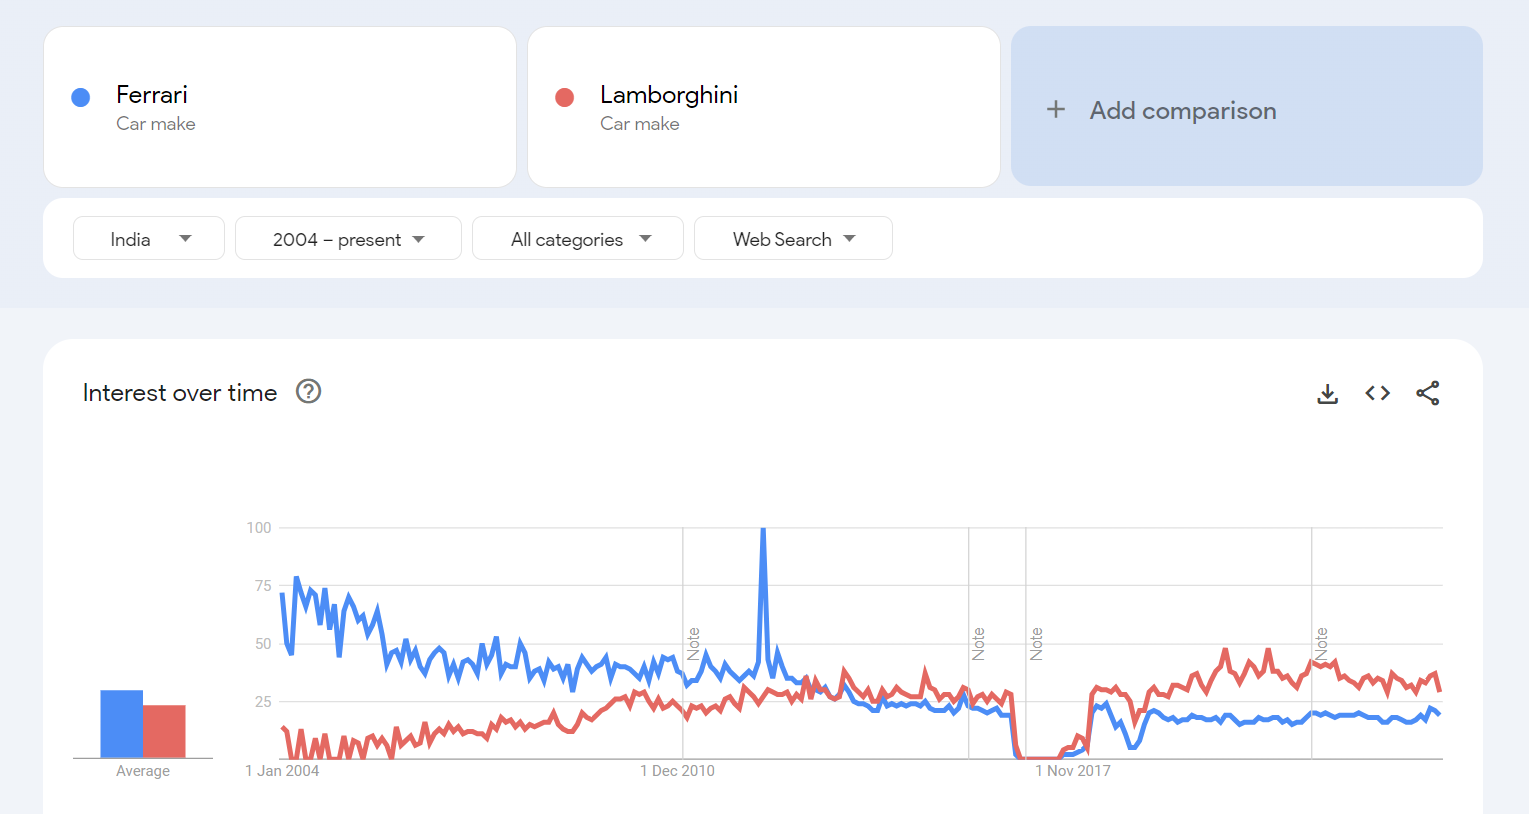 Ferrari
Car make
Lamborghini
Car make
+ Add comparison
India
2004 – present
All categories
Web Search
Interest over time
?
100
75
50
25
Note
Note
Note
Note
Average
1 Jan 2004
1 Dec 2010
1 Nov 2017